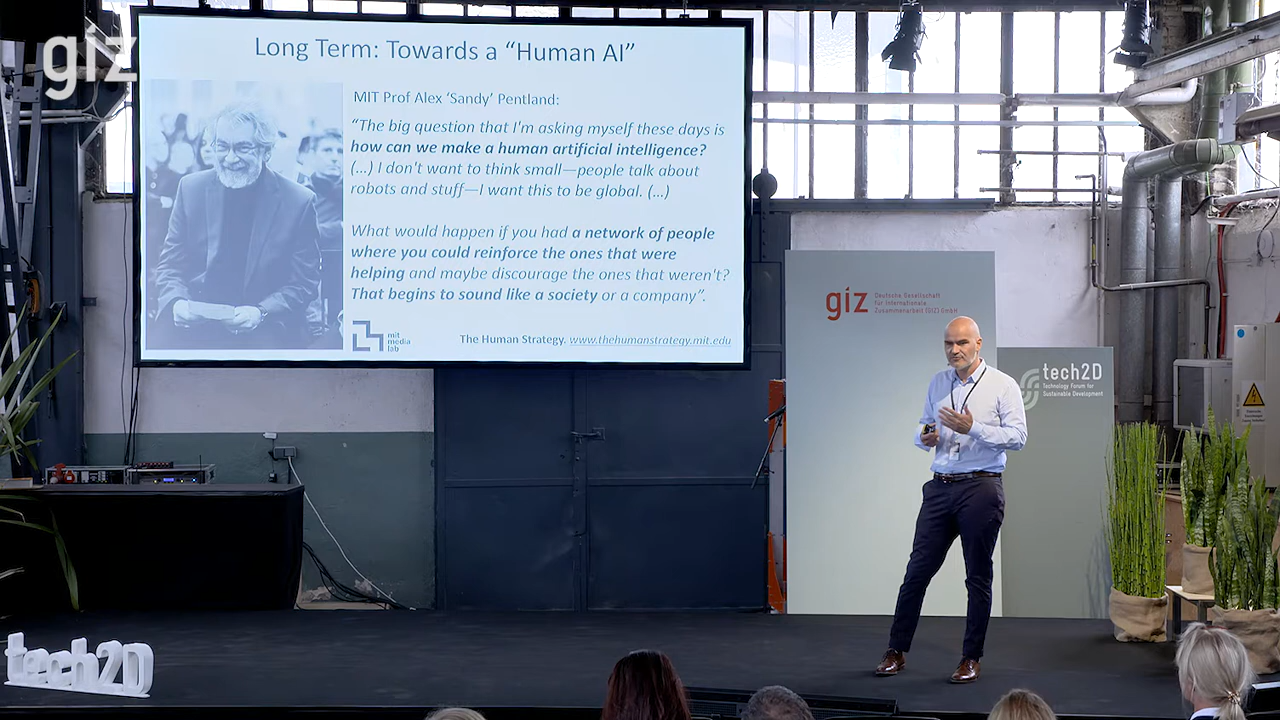 giz
Long Term: Towards a “Human AI”
MIT Prof Alex ‘Sandy’ Pentland:
“The big question that I'm asking myself these days is
how can we make a human artificial intelligence?
(...) I don't want to think small—people talk about
robots and stuff—I want this to be global. (...)
What would happen if you had a network of people
where you could reinforce the ones that were
helping and maybe discourage the ones that weren't?
That begins to sound like a society or a company”.
mit
media
lab
The Human Strategy. www.thehumanstrategy.mit.edu
giz
Deutsche Gesellschaft
für Internationale
Zusammenarbeit (GIZ) GmbH
tech2D
Technology Forum for
Sustainable Development
tech2D